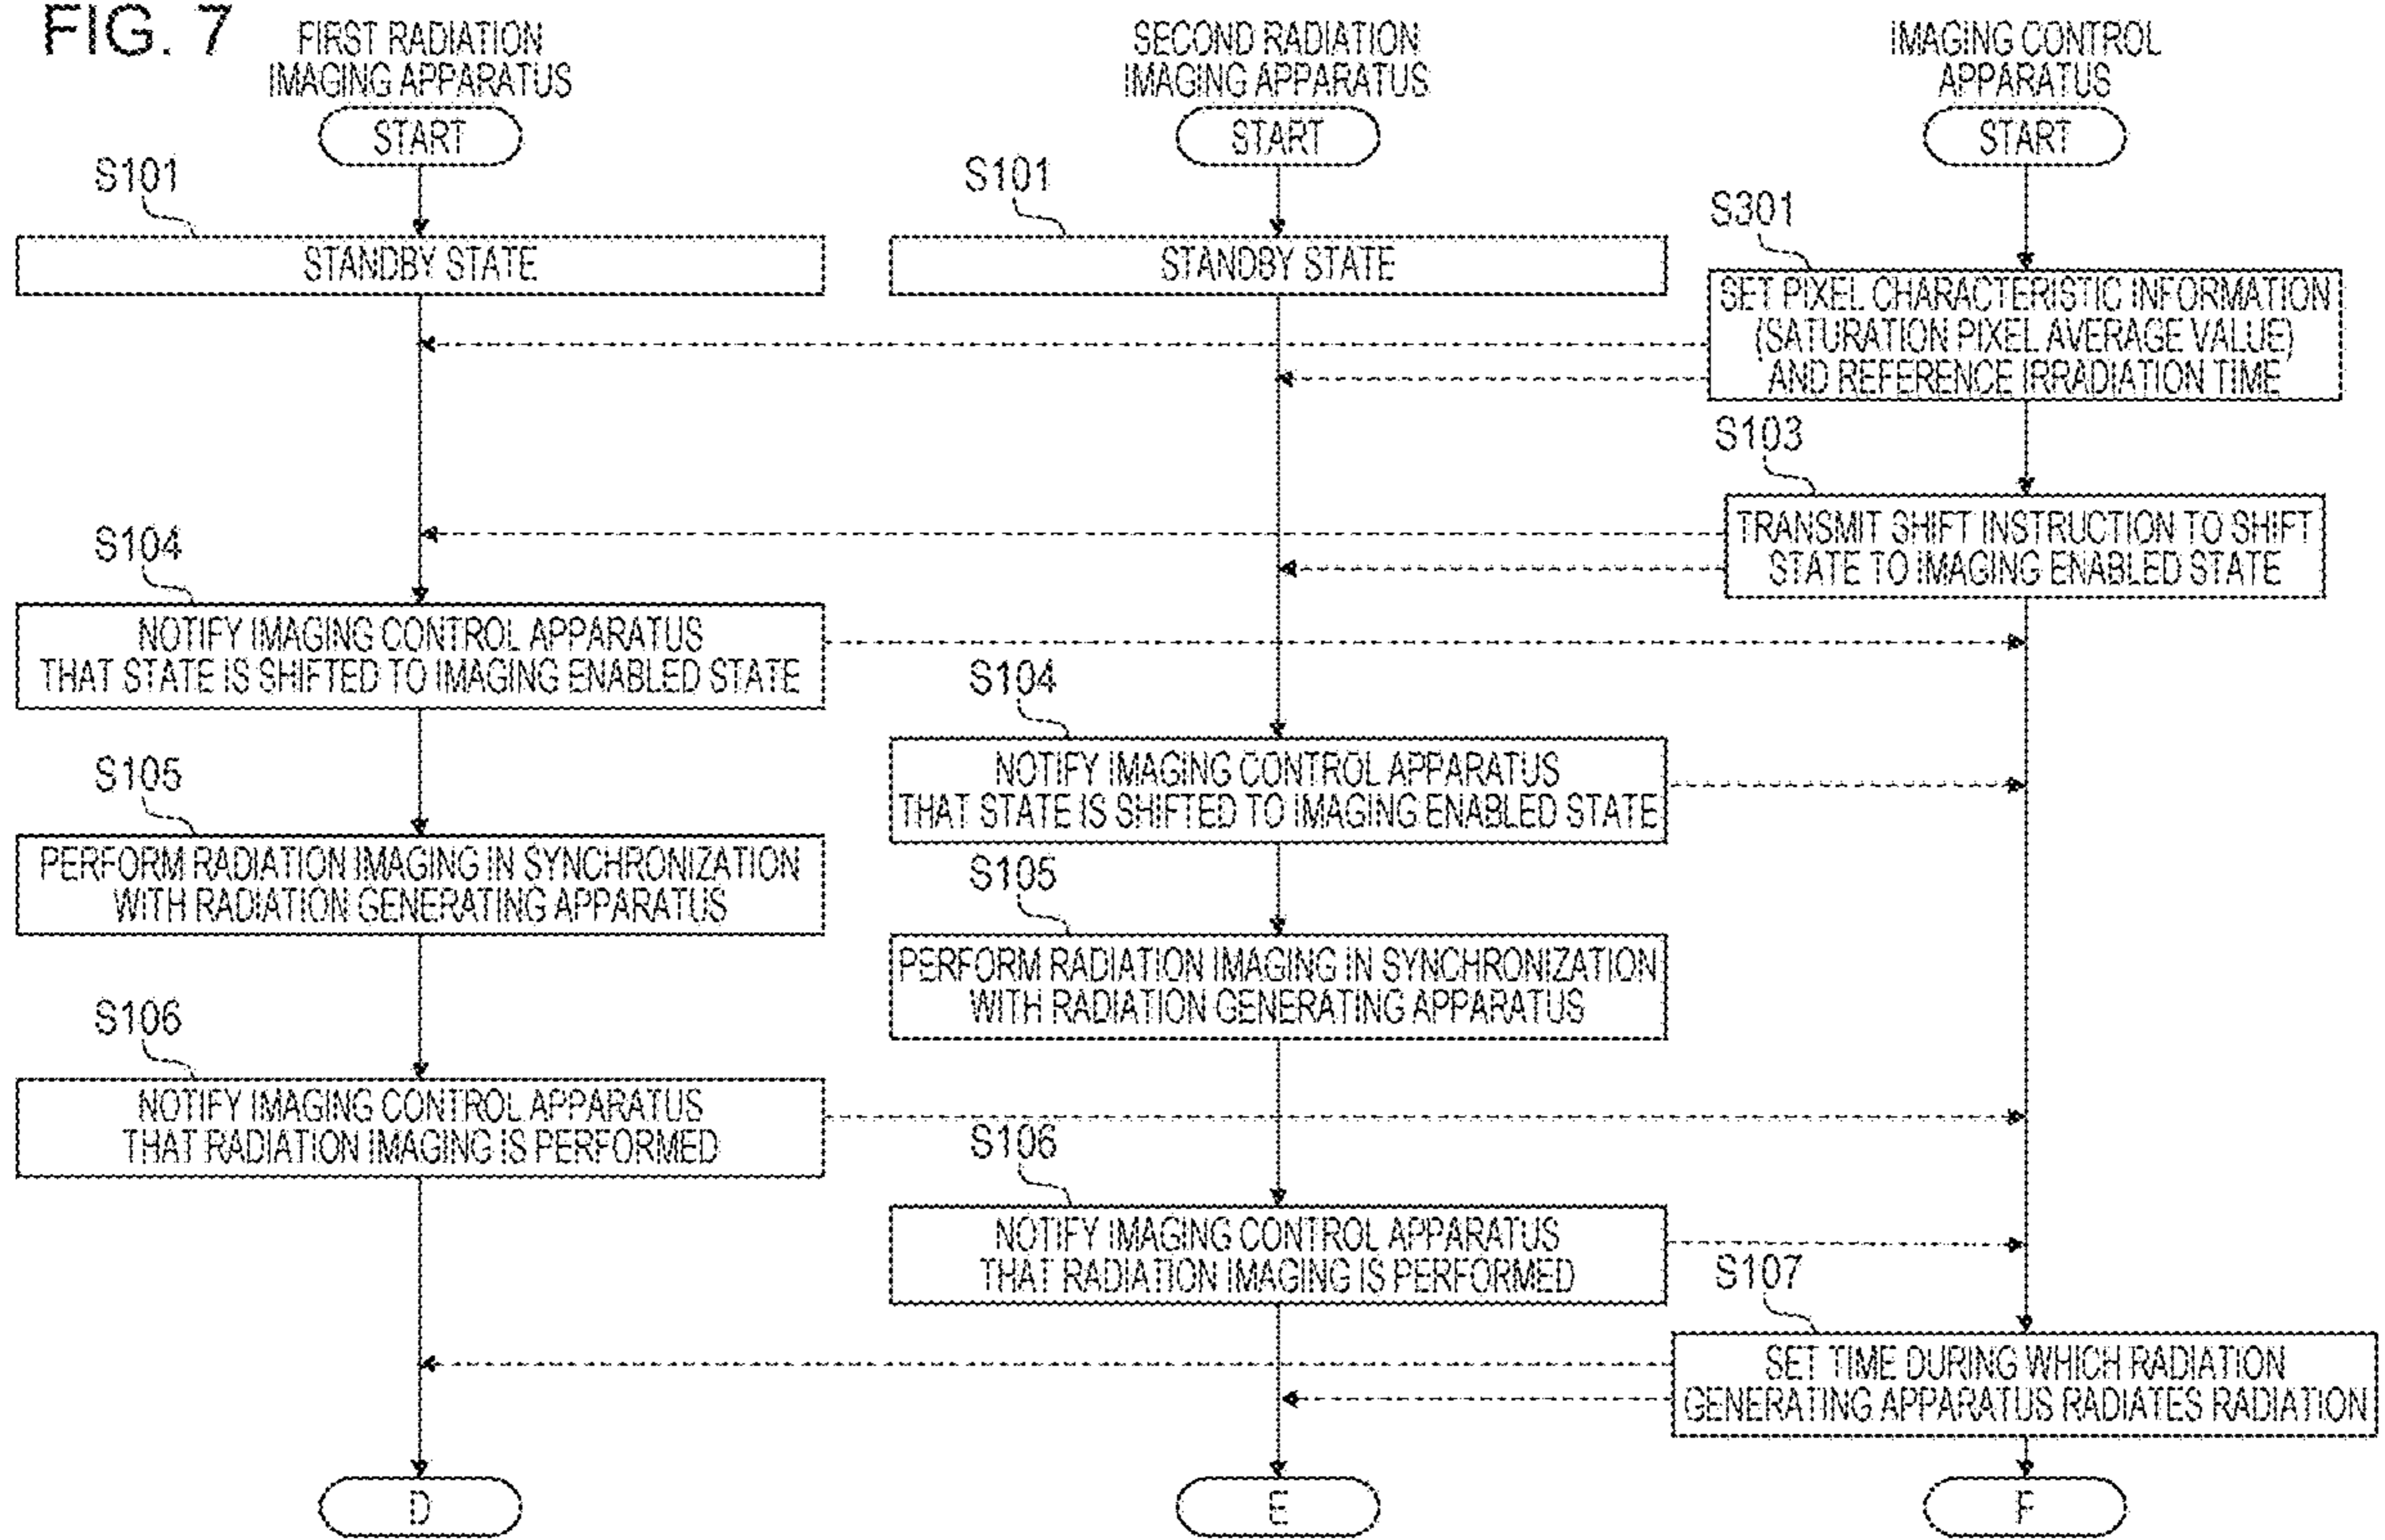 FIG. 7
FIRST RADIATION
IMAGING APPARATUS
SECOND RADIATION
IMAGING APPARATUS
IMAGING CONTROL
APPARATUS
START
START
START
S101
S101
S301
STANDBY STATE
STANDBY STATE
SET PIXEL CHARACTERISTIC INFORMATION
(SATURATION PIXEL AVERAGE VALUE)
AND REFERENCE IRRADIATION TIME
S103
TRANSMIT SHIFT INSTRUCTION TO SHIFT
STATE TO IMAGING ENABLED STATE
S104
NOTIFY IMAGING CONTROL APPARATUS
THAT STATE IS SHIFTED TO IMAGING ENABLED STATE
S104
NOTIFY IMAGING CONTROL APPARATUS
THAT STATE IS SHIFTED TO IMAGING ENABLED STATE
S105
PERFORM RADIATION IMAGING IN SYNCHRONIZATION
WITH RADIATION GENERATING APPARATUS
S105
PERFORM RADIATION IMAGING IN SYNCHRONIZATION
WITH RADIATION GENERATING APPARATUS
S106
NOTIFY IMAGING CONTROL APPARATUS
THAT RADIATION IMAGING IS PERFORMED
S106
NOTIFY IMAGING CONTROL APPARATUS
THAT RADIATION IMAGING IS PERFORMED
S107
SET TIME DURING WHICH RADIATION
GENERATING APPARATUS RADIATES RADIATION
D
E
F